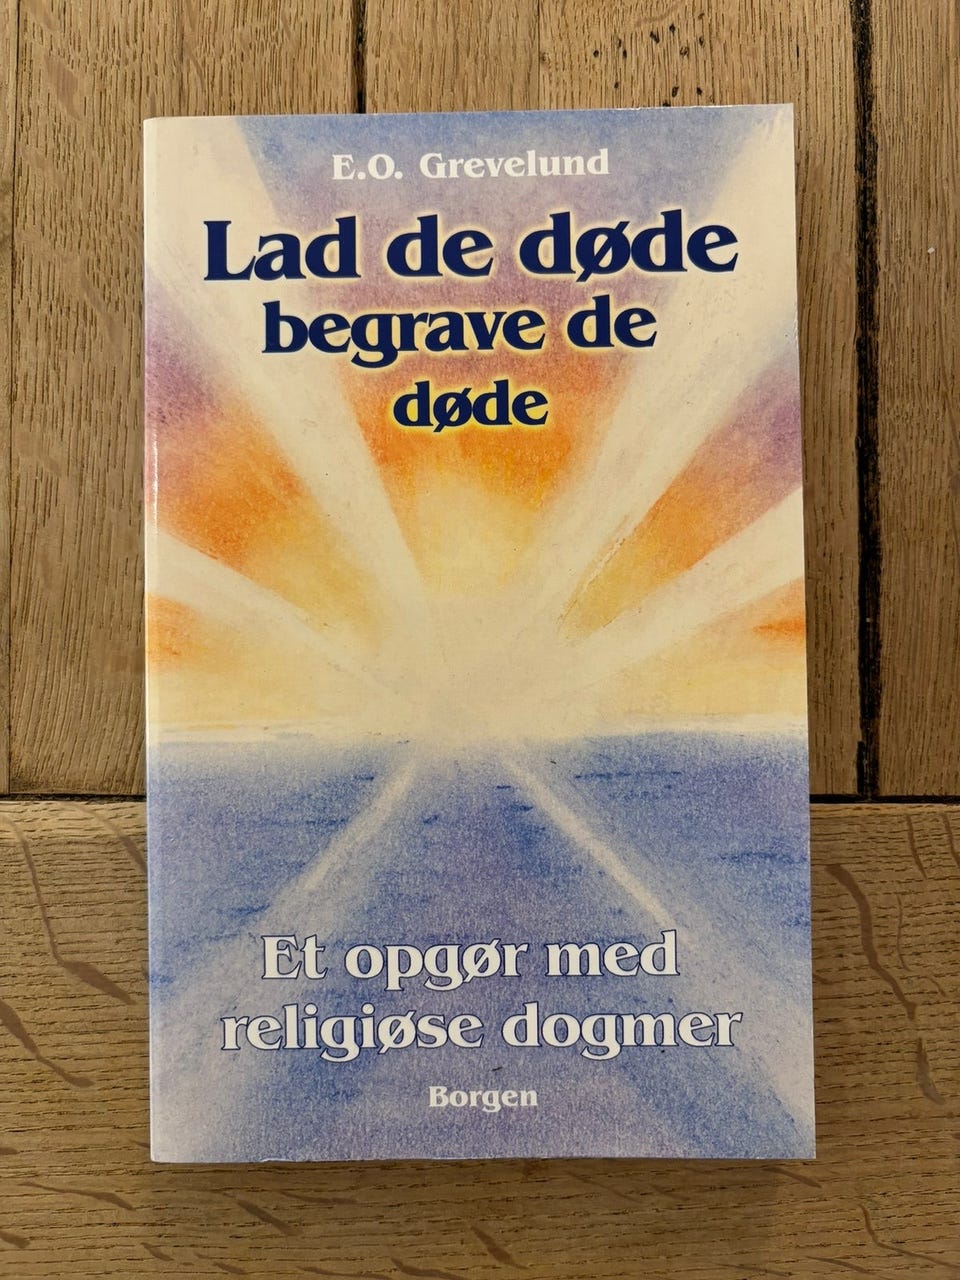 E.O. Grevelund
Lad de døde
begrave de
døde
Et opgør med
religiøse dogmer
Borgen